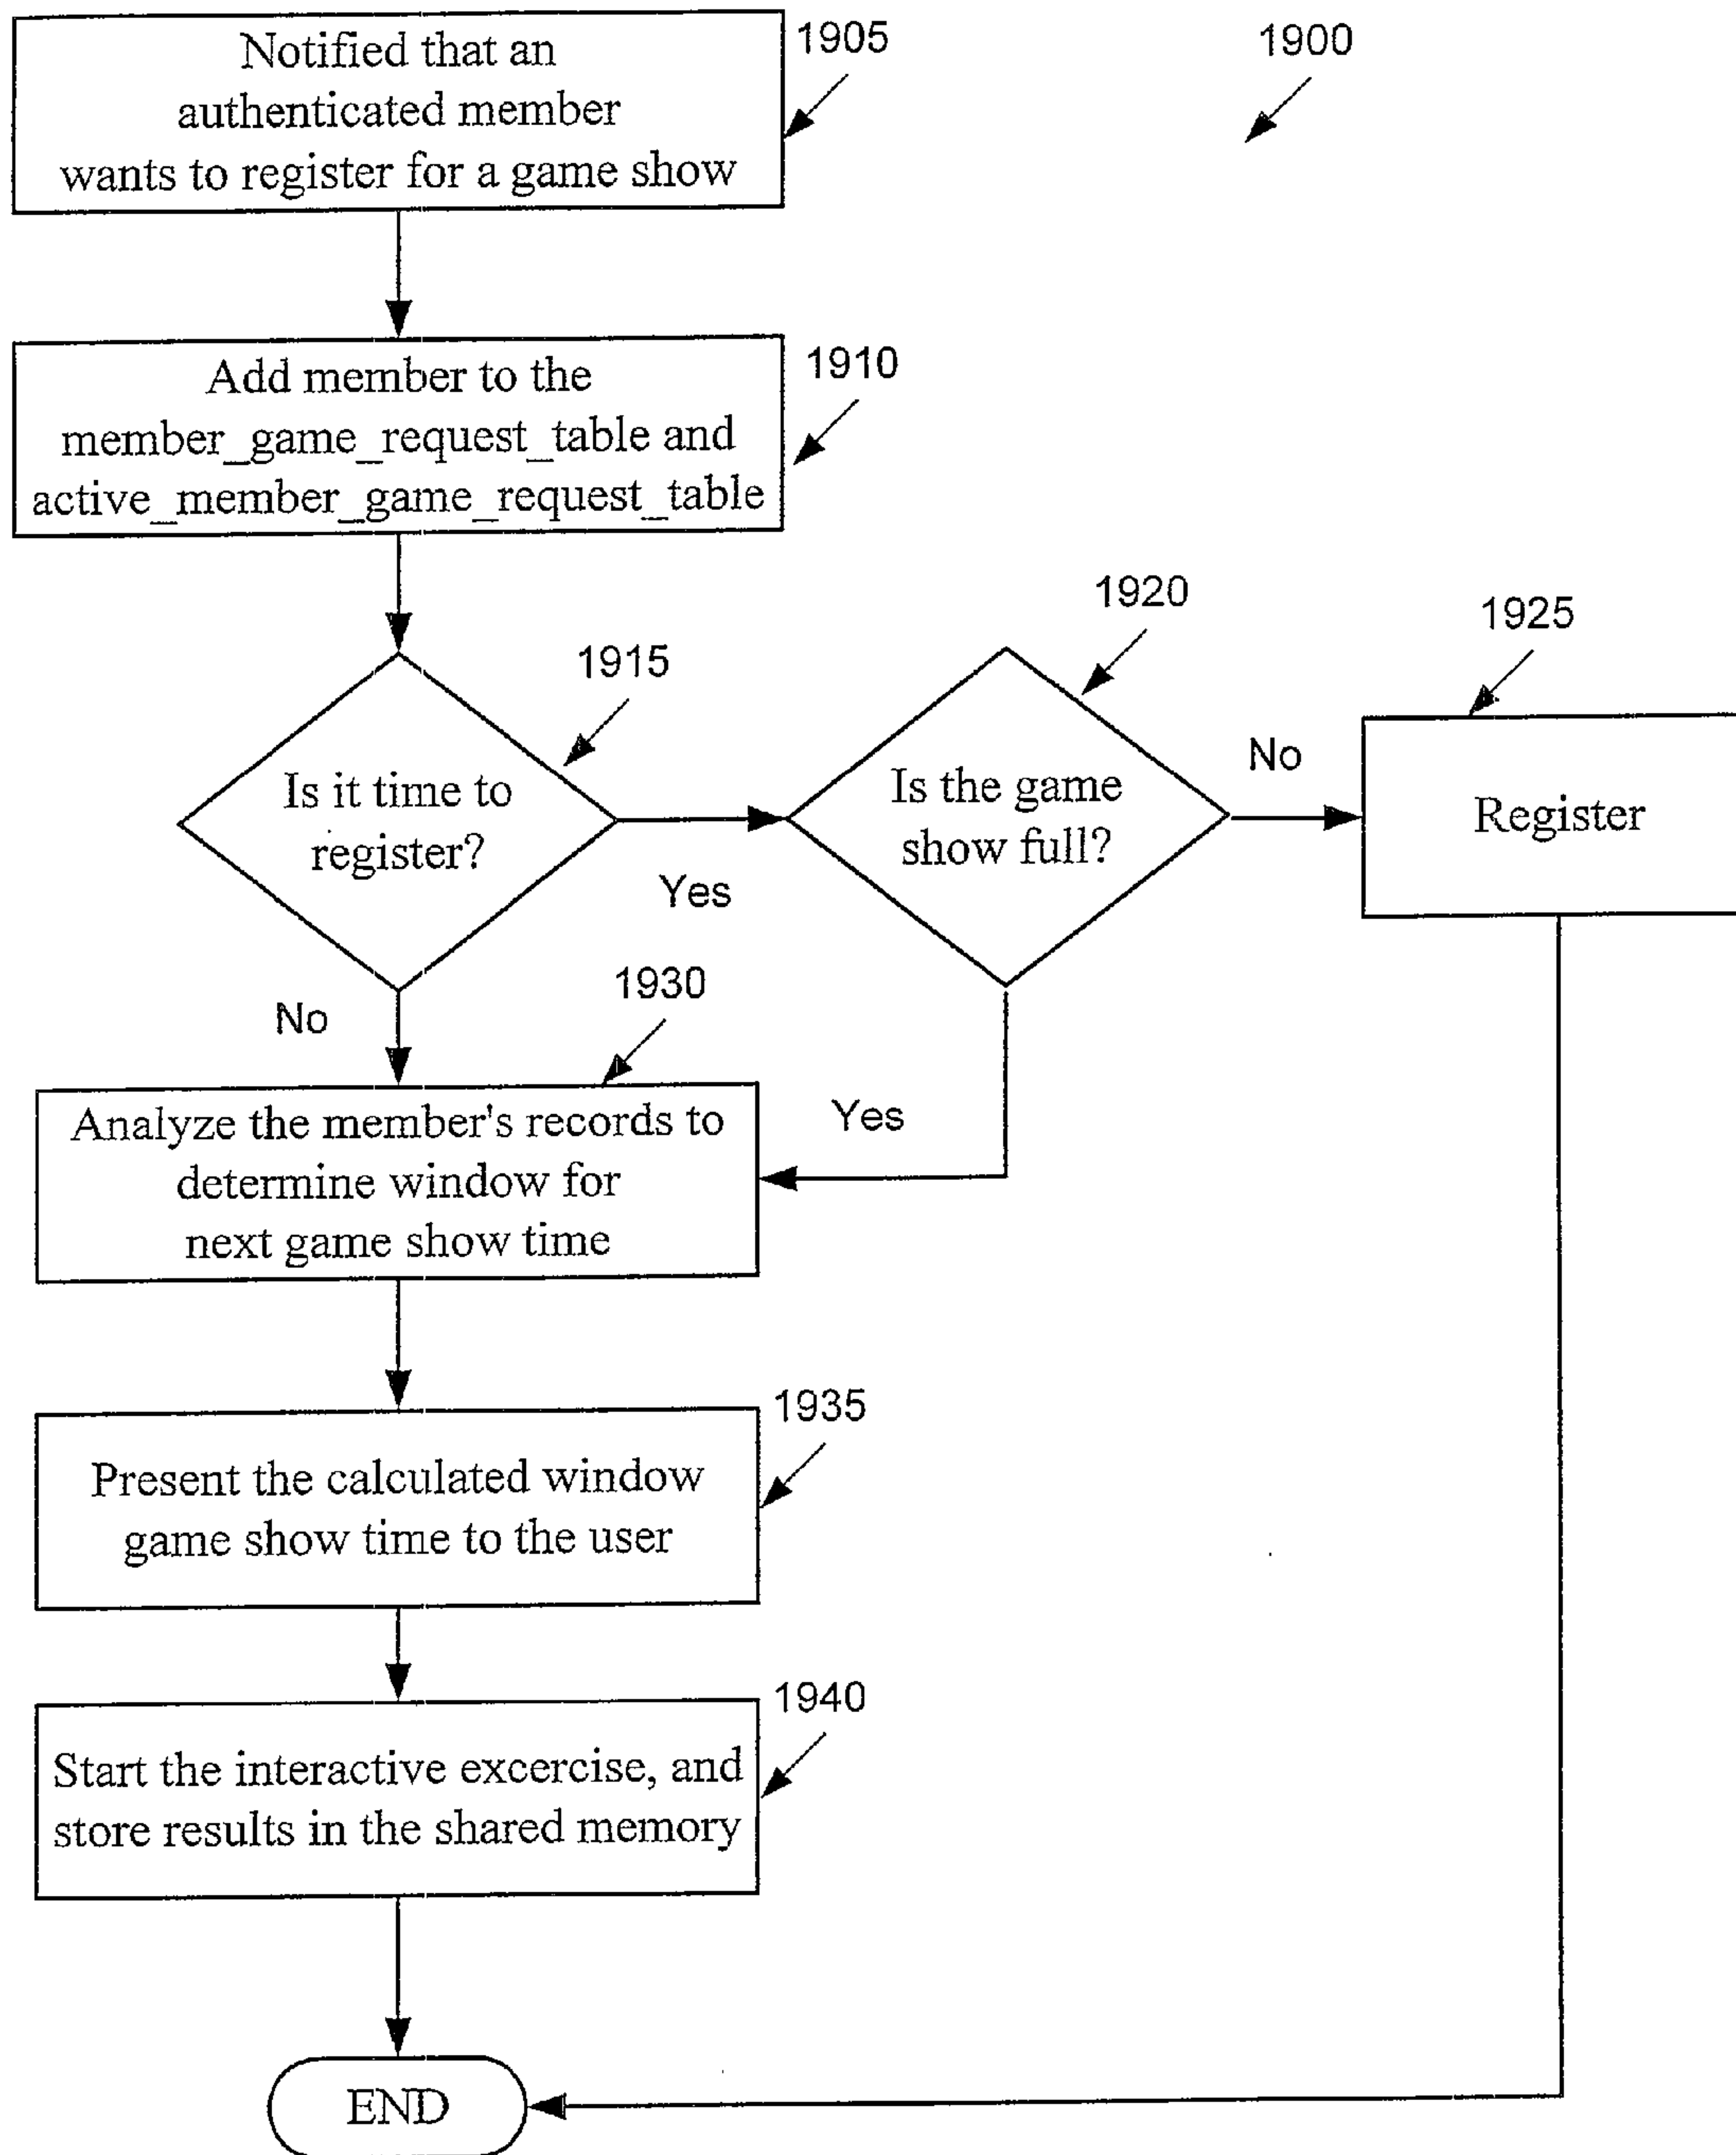 Notified that an
authenticated member
wants to register for a game show
1905
1900
Add member to the
member_game_request_table and
active_member_game_request_table
1910
1915
Is it time to
register?
Yes
No
1920
Is the game
show full?
No
Yes
1925
Register
1930
Analyze the member's records to
determine window for
next game show time
1935
Present the calculated window
game show time to the user
1940
Start the interactive excercise, and
store results in the shared memory
END